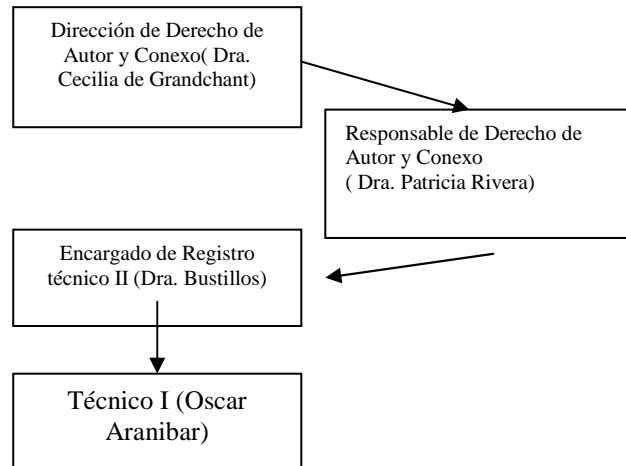 Dirección de Derecho de
Autor y Conexo( Dra.
Cecilia de Grandchant)
Responsable de Derecho de
Autor y Conexo
( Dra. Patricia Rivera)
Encargado de Registro
técnico II (Dra. Bustillos)
Técnico I (Oscar
Aranibar)